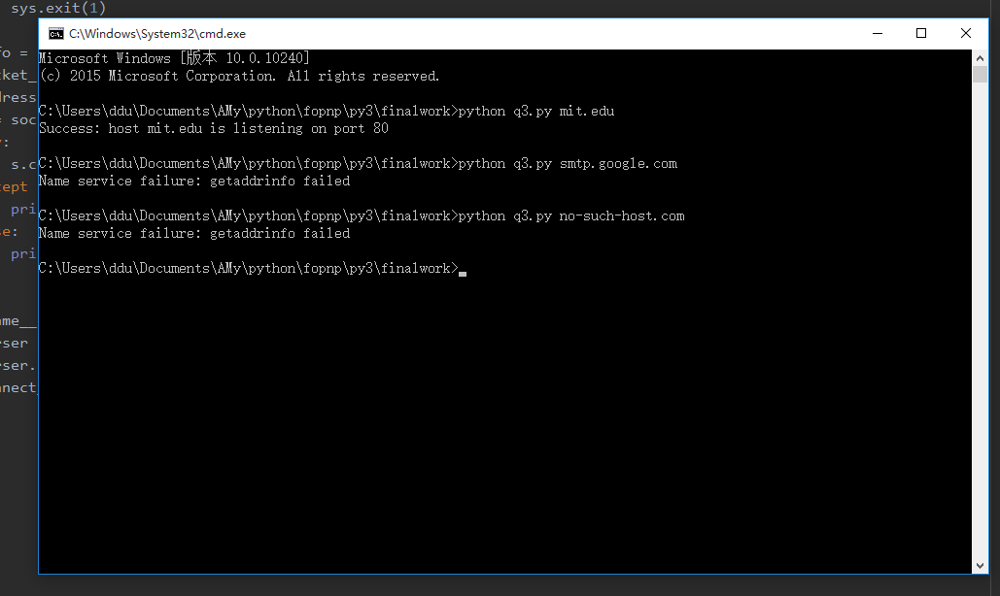 sys.exit(1)
C:\Windows\System32\cmd.exe
Microsoft Windows [版本 10.0.10240]
(c) 2015 Microsoft Corporation. All rights reserved.
C:\Users\ddu\Documents\AMy\python\fopnp\py3\finalwork>python q3.py mit.edu
Success: host mit.edu is listening on port 80
C:\Users\ddu\Documents\AMy\python\fopnp\py3\finalwork>python q3.py smtp.google.com
Name service failure: getaddrinfo failed
C:\Users\ddu\Documents\AMy\python\fopnp\py3\finalwork>python q3.py no-such-host.com
Name service failure: getaddrinfo failed
C:\Users\ddu\Documents\AMy\python\fopnp\py3\finalwork>
fo =
cket_
dress
= soc
y:
s.c
cept
pri
se:
pri
ame__
rser
rser.
nnect_